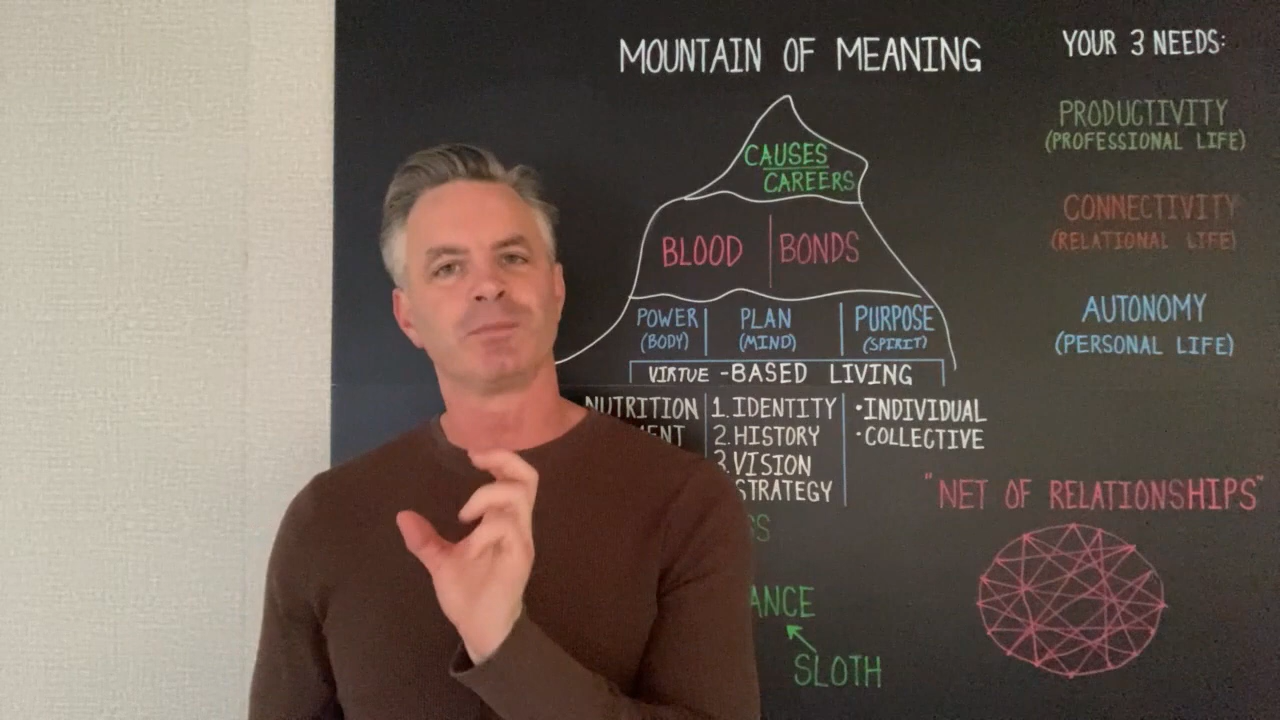 MOUNTAIN OF MEANING
CAUSES
CAREERS
BLOOD BONDS
POWER PLAN PURPOSE
(BODY) (MIND) (SPIRIT)
VIRTUE -BASED LIVING
NUTRITION 1. IDENTITY •INDIVIDUAL
2. HISTORY •COLLECTIVE
3. VISION
STRATEGY
SLOTH
YOUR 3 NEEDS:
PRODUCTIVITY
(PROFESSIONAL LIFE)
CONNECTIVITY
(RELATIONAL LIFE)
AUTONOMY
(PERSONAL LIFE)
"NET OF RELATIONSHIPS"